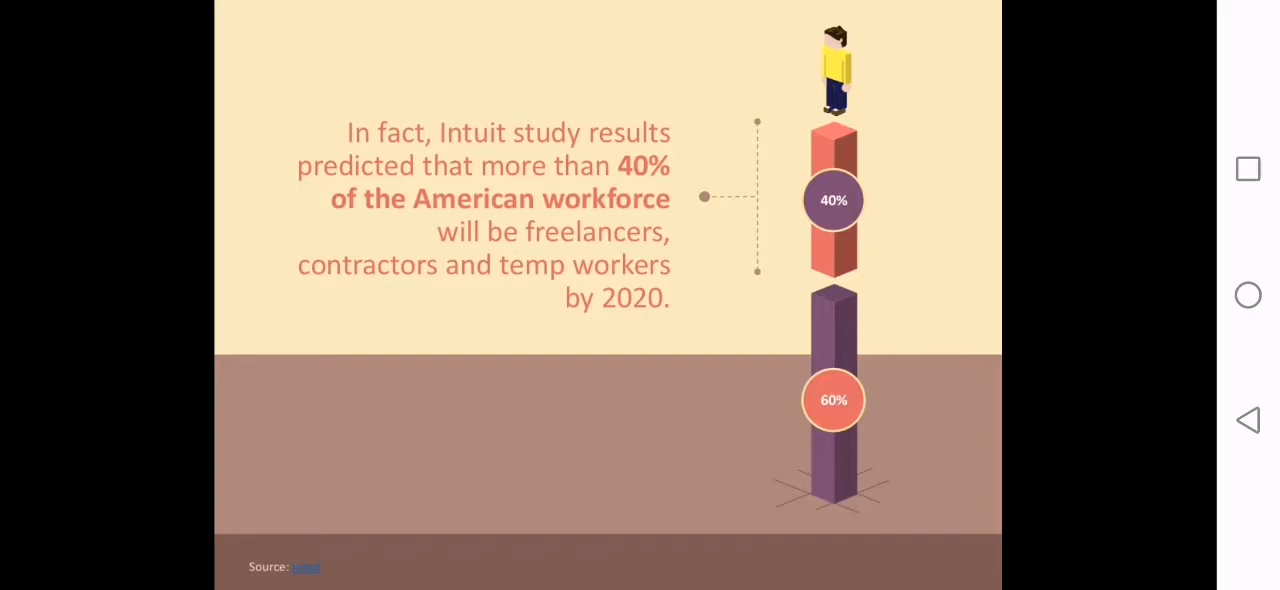 In fact, Intuit study results
predicted that more than 40%
of the American workforce
will be freelancers,
contractors and temp workers
by 2020.
40%
60%
Source: